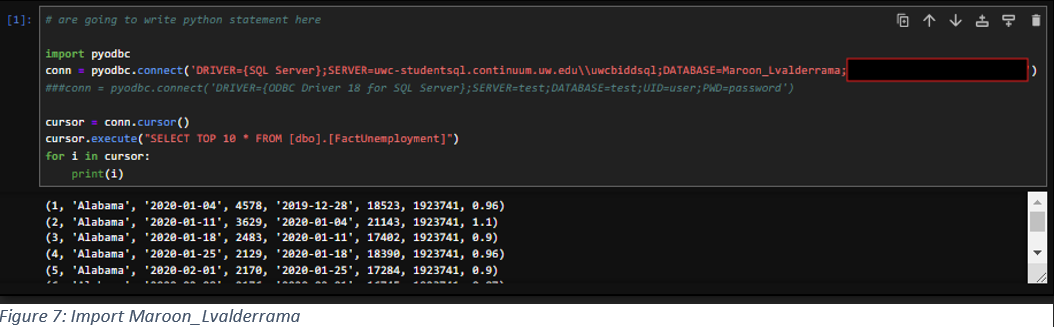 [1]: # are going to write python statement here
import pyodbc
conn = pyodbc.connect('DRIVER={SQL Server};SERVER=uwc-studentsql.continuum.uw.edu\\uwcbiddsql;DATABASE=Maroon_Lvalderrama; ')
###conn = pyodbc.connect('DRIVER={ODBC Driver 18 for SQL Server};SERVER=test;DATABASE=test;UID=user;PWD=password')
cursor = conn.cursor()
cursor.execute("SELECT TOP 10 * FROM [dbo].[FactUnemployment]")
for i in cursor:
print(i)
(1, 'Alabama', '2020-01-04', 4578, '2019-12-28', 18523, 1923741, 0.96)
(2, 'Alabama', '2020-01-11', 3629, '2020-01-04', 21143, 1923741, 1.1)
(3, 'Alabama', '2020-01-18', 2483, '2020-01-11', 17402, 1923741, 0.9)
(4, 'Alabama', '2020-01-25', 2129, '2020-01-18', 18390, 1923741, 0.96)
(5, 'Alabama', '2020-02-01', 2170, '2020-01-25', 17284, 1923741, 0.9)
Figure 7: Import Maroon_Lvalderrama